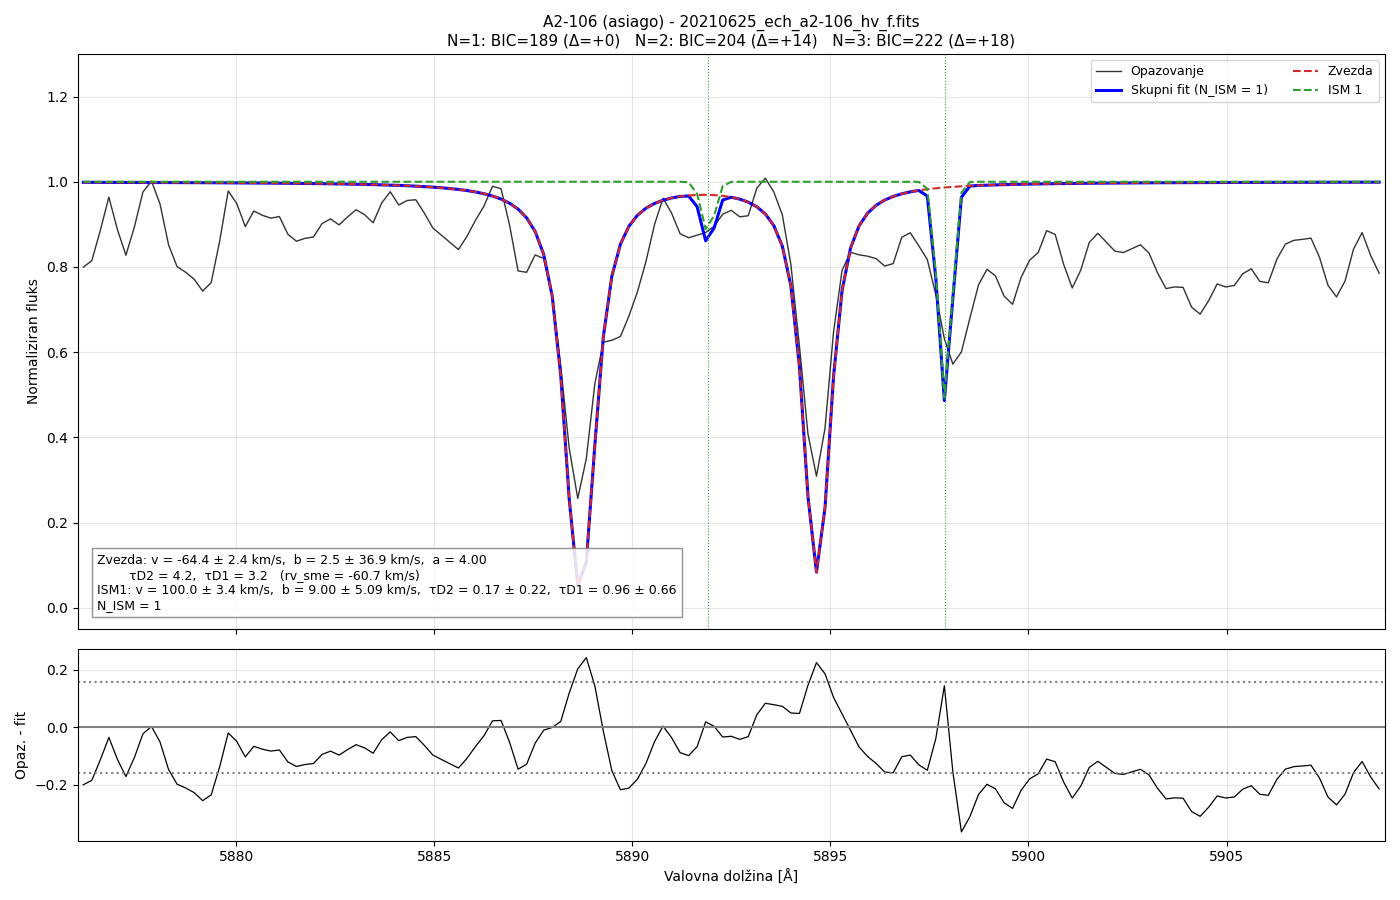 A2-106 (asiago) - 20210625_ech_a2-106_hv_f.fits
N=1: BIC=189 (Δ=+0)   N=2: BIC=204 (Δ=+14)   N=3: BIC=222 (Δ=+18)
Opazovanje
Skupni fit (N_ISM = 1)
Zvezda
ISM 1
Normaliziran fluks
1.2
1.0
0.8
0.6
0.4
0.2
0.0
Zvezda: v = -64.4 ± 2.4 km/s,  b = 2.5 ± 36.9 km/s,  a = 4.00
τD2 = 4.2,  τD1 = 3.2   (rv_sme = -60.7 km/s)
ISM1: v = 100.0 ± 3.4 km/s,  b = 9.00 ± 5.09 km/s,  τD2 = 0.17 ± 0.22,  τD1 = 0.96 ± 0.66
N_ISM = 1
Opaz. - fit
0.2
0.0
−0.2
5880
5885
5890
5895
5900
5905
Valovna dolžina [Å]